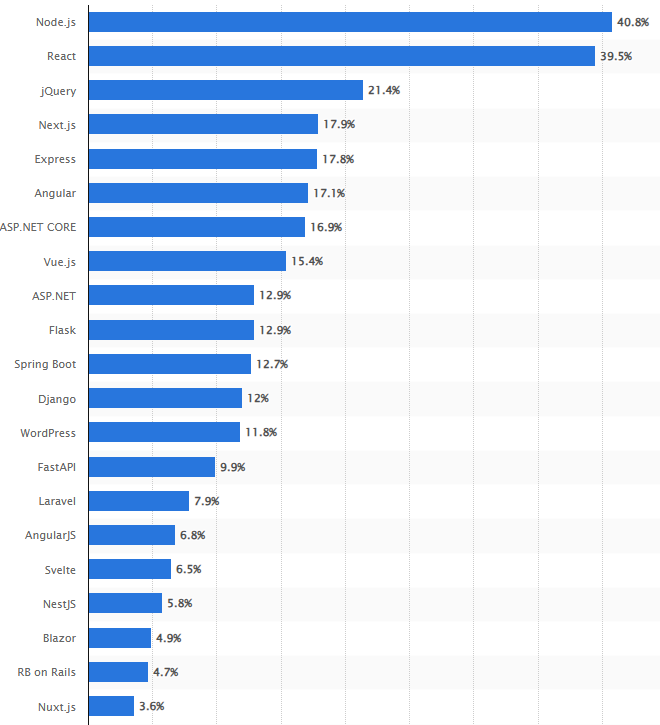 Node.js 40.8%
React 39.5%
jQuery 21.4%
Next.js 17.9%
Express 17.8%
Angular 17.1%
ASP.NET CORE 16.9%
Vue.js 15.4%
ASP.NET 12.9%
Flask 12.9%
Spring Boot 12.7%
Django 12%
WordPress 11.8%
FastAPI 9.9%
Laravel 7.9%
AngularJS 6.8%
Svelte 6.5%
NestJS 5.8%
Blazor 4.9%
RB on Rails 4.7%
Nuxt.js 3.6%